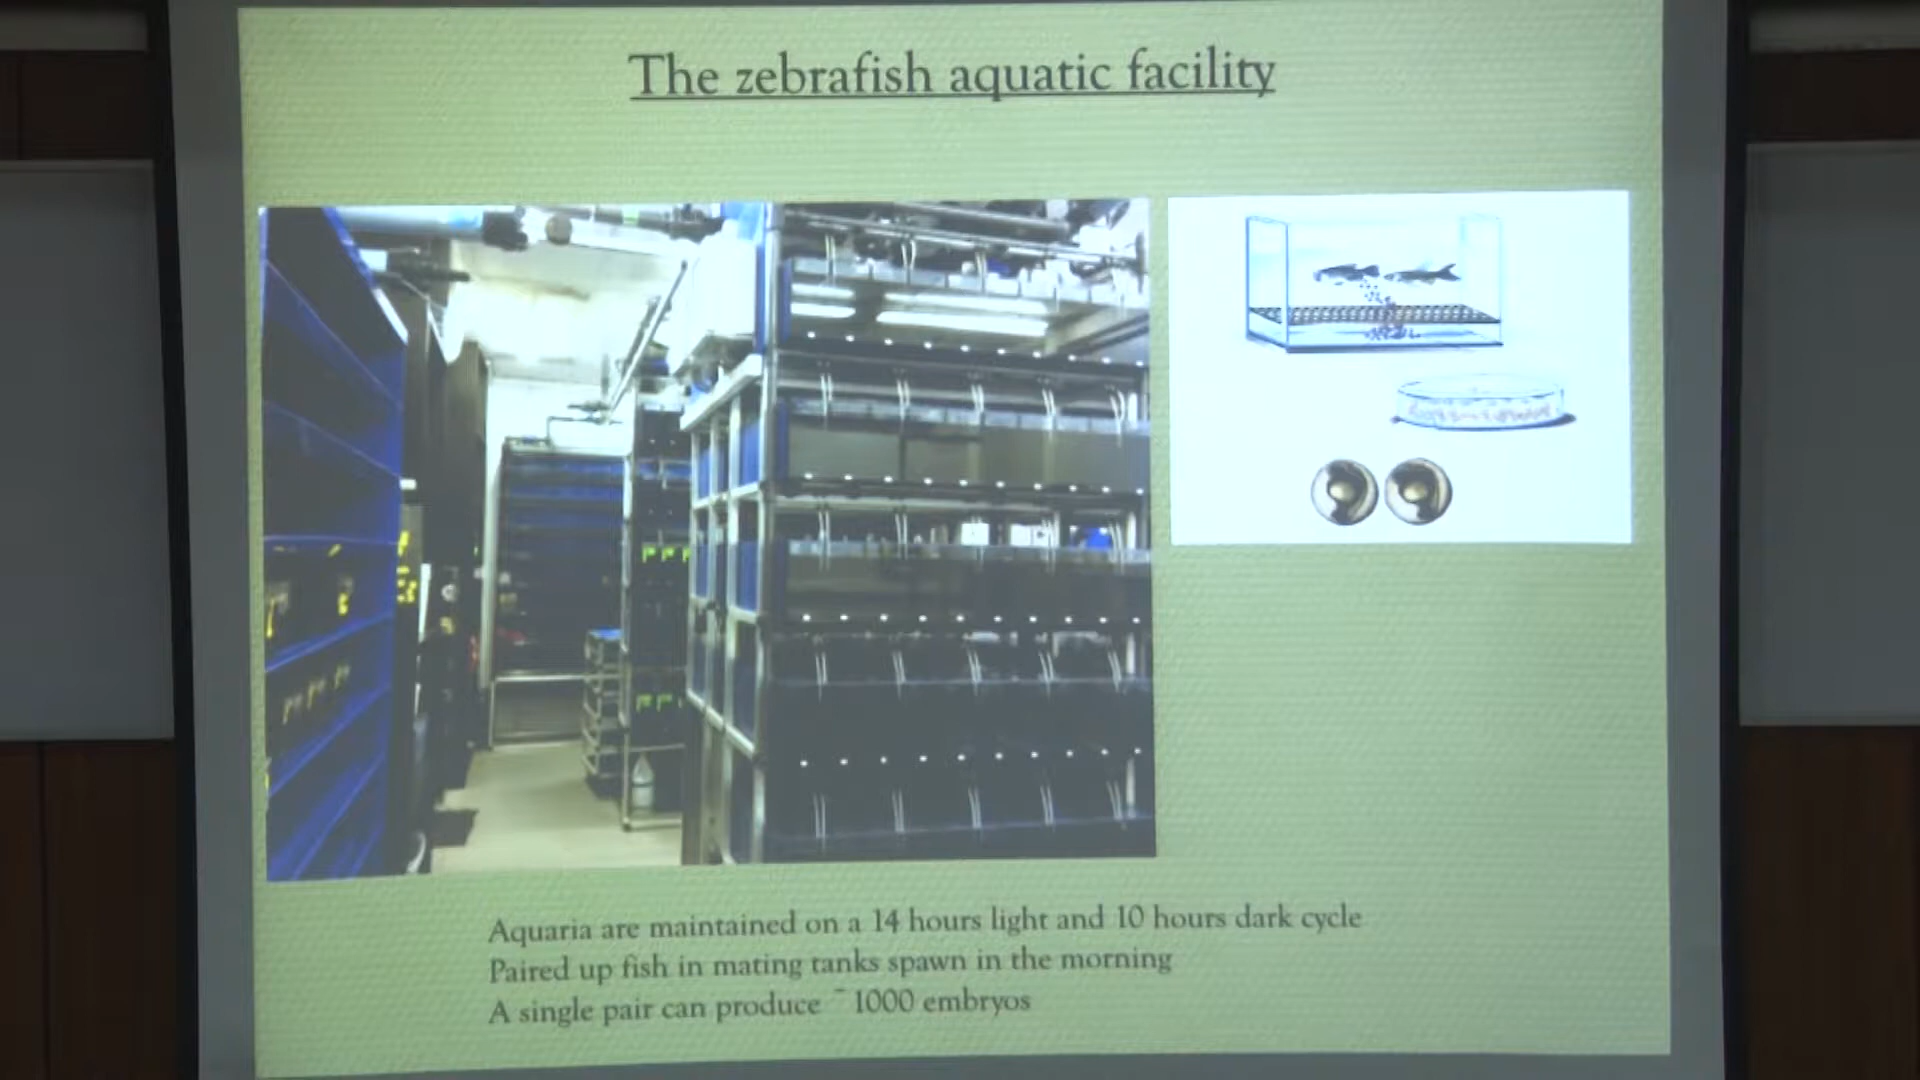 The zebrafish aquatic facility
Aquaria are maintained on a 14 hours light and 10 hours dark cycle
Paired up fish in mating tanks spawn in the morning
A single pair can produce ~ 1000 embryos